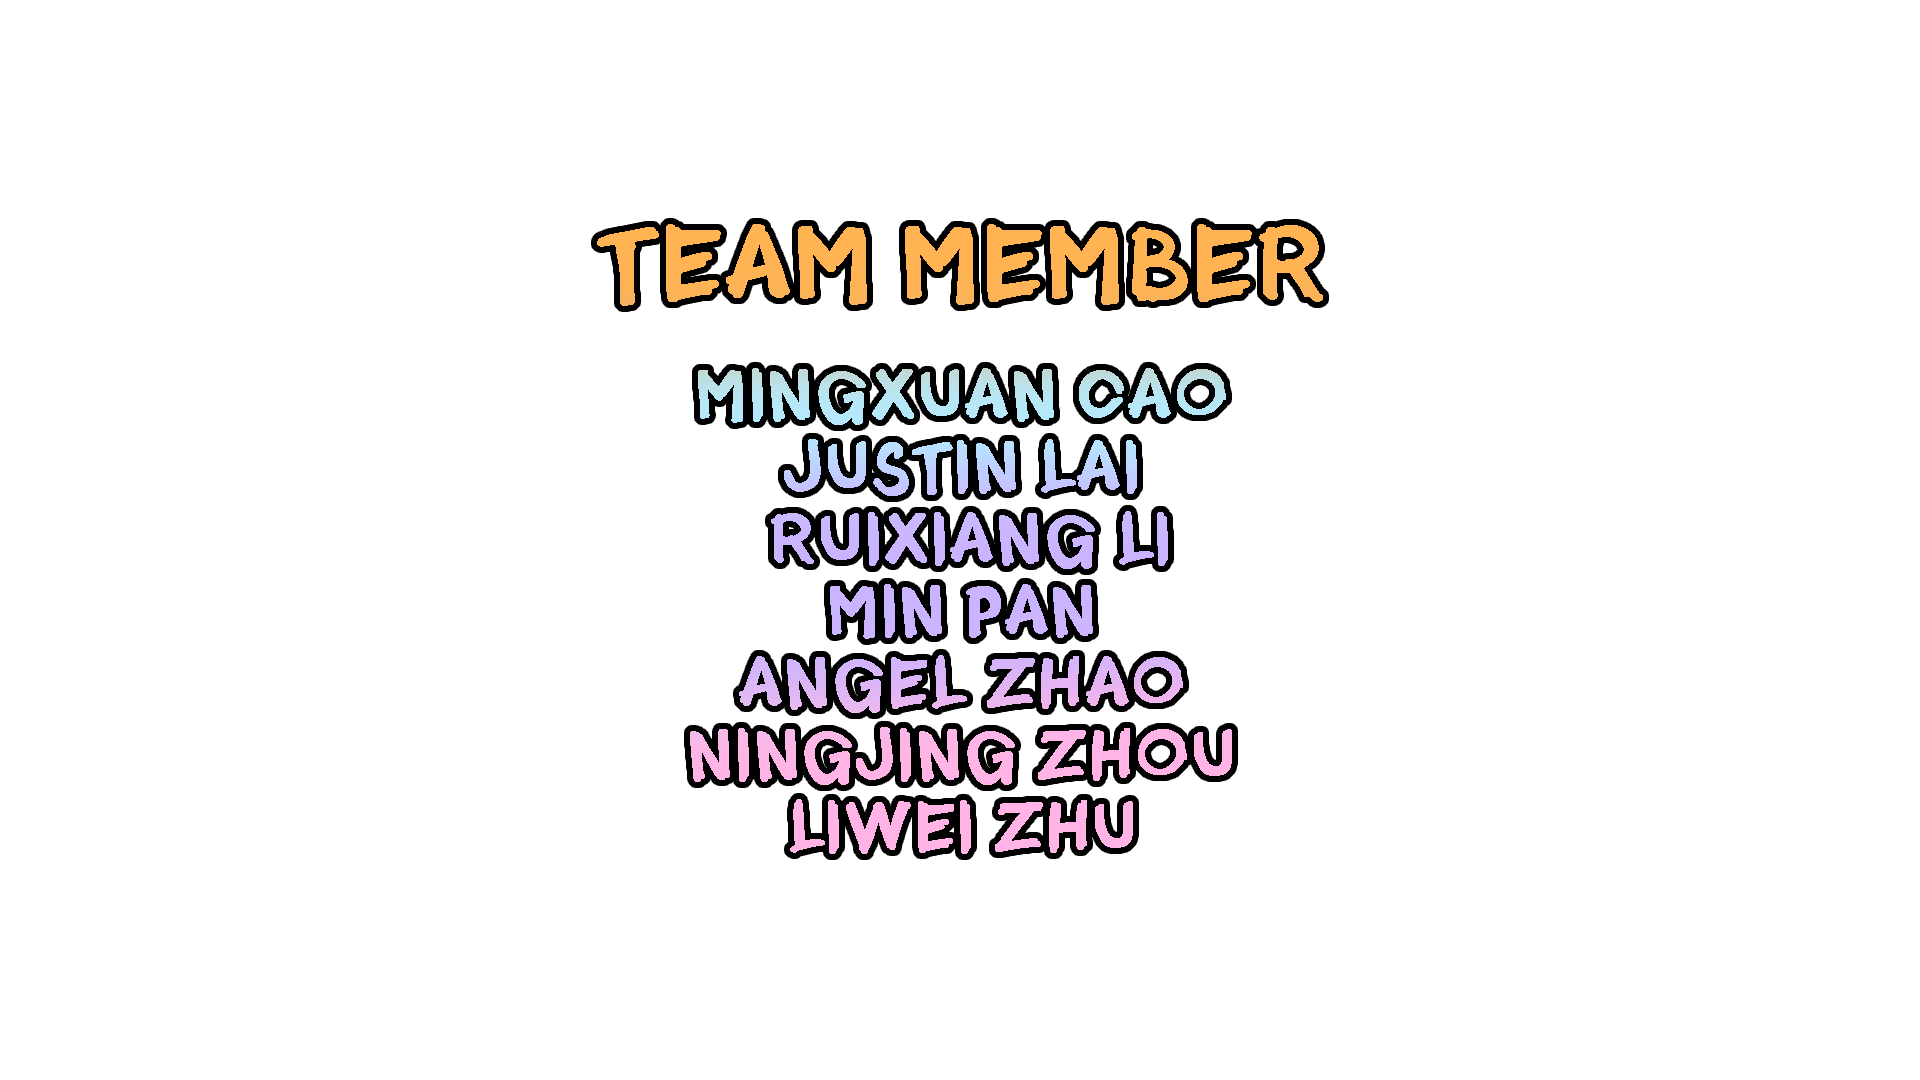 TEAM MEMBER
MINGXUAN CAO
JUSTIN LAI
RUIXIANG LI
MIN PAN
ANGEL ZHAO
NINGJING ZHOU
LIWEI ZHU